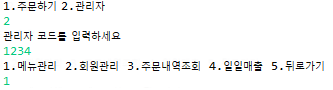 1.주문하기 2.관리자
2
관리자 코드를 입력하세요
1234
1.메뉴관리 2.회원관리 3.주문내역조회 4.일일매출 5.뒤로가기
1